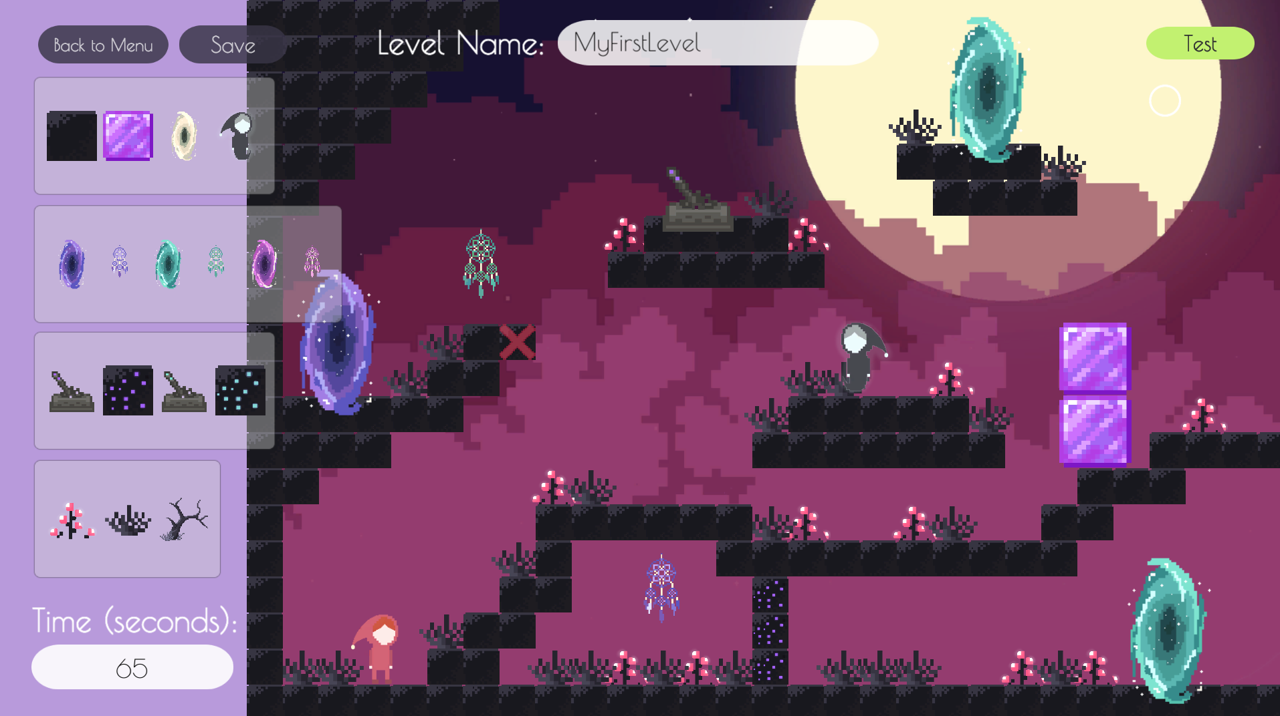 Back to Menu
Save
Level Name:
MyFirstLevel
Test
Time (seconds):
65